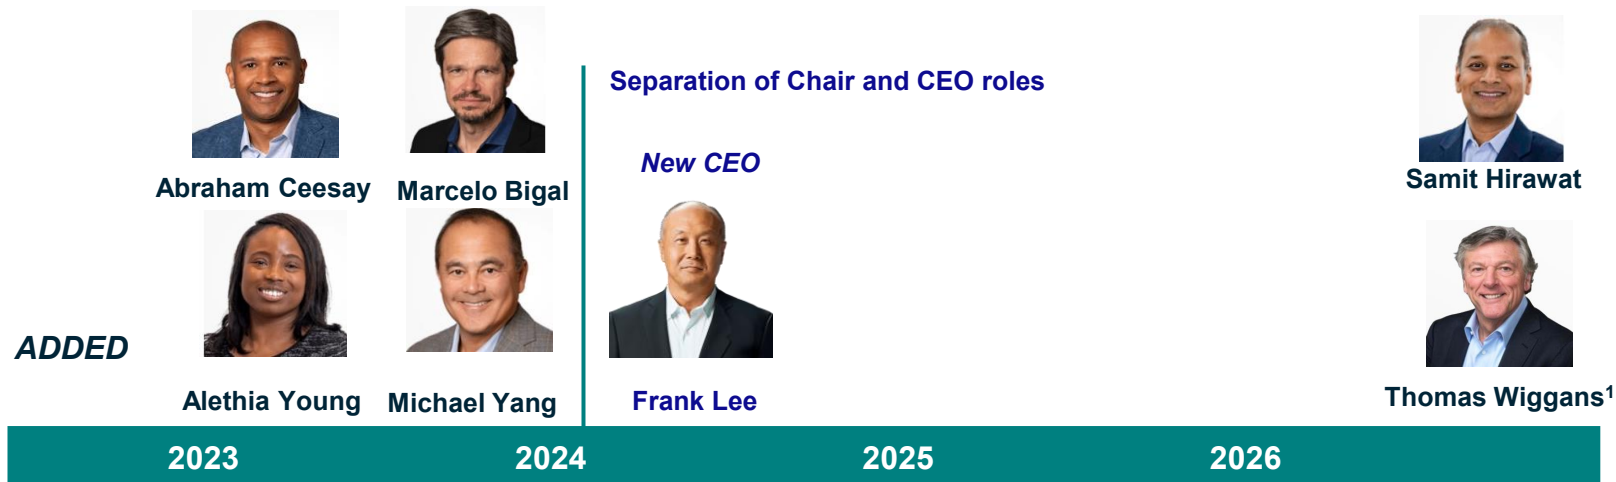 Separation of Chair and CEO roles
New CEO
Abraham Ceesay
Marcelo Bigal
Samit Hirawat
ADDED
Alethia Young
Michael Yang
Frank Lee
Thomas Wiggans¹
2023
2024
2025
2026